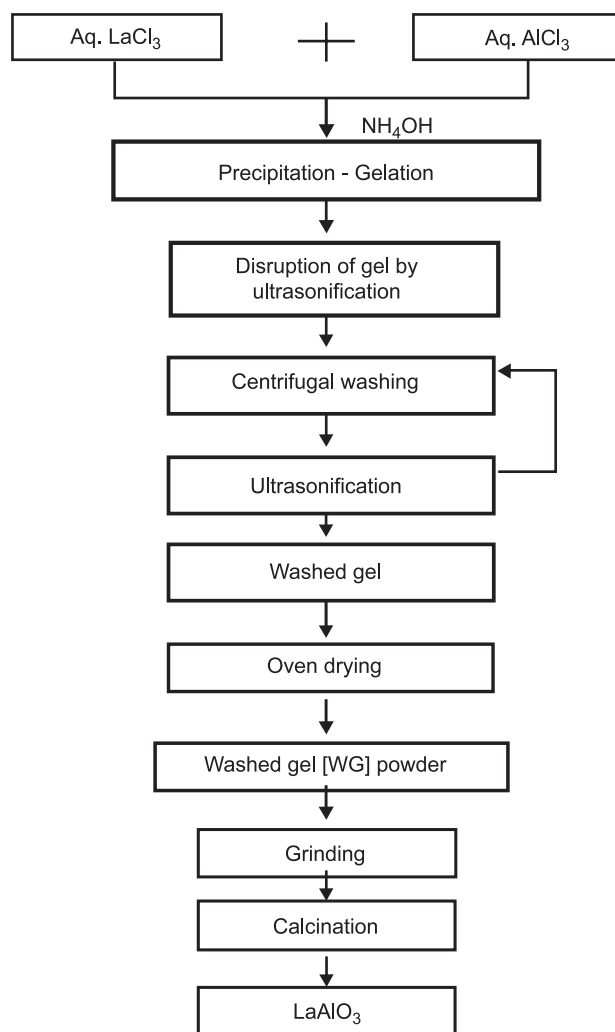 Aq. LaCl₃
+
Aq. AlCl₃
NH₄OH
Precipitation - Gelation
Disruption of gel by
ultrasonification
Centrifugal washing
Ultrasonification
Washed gel
Oven drying
Washed gel [WG] powder
Grinding
Calcination
LaAlO₃